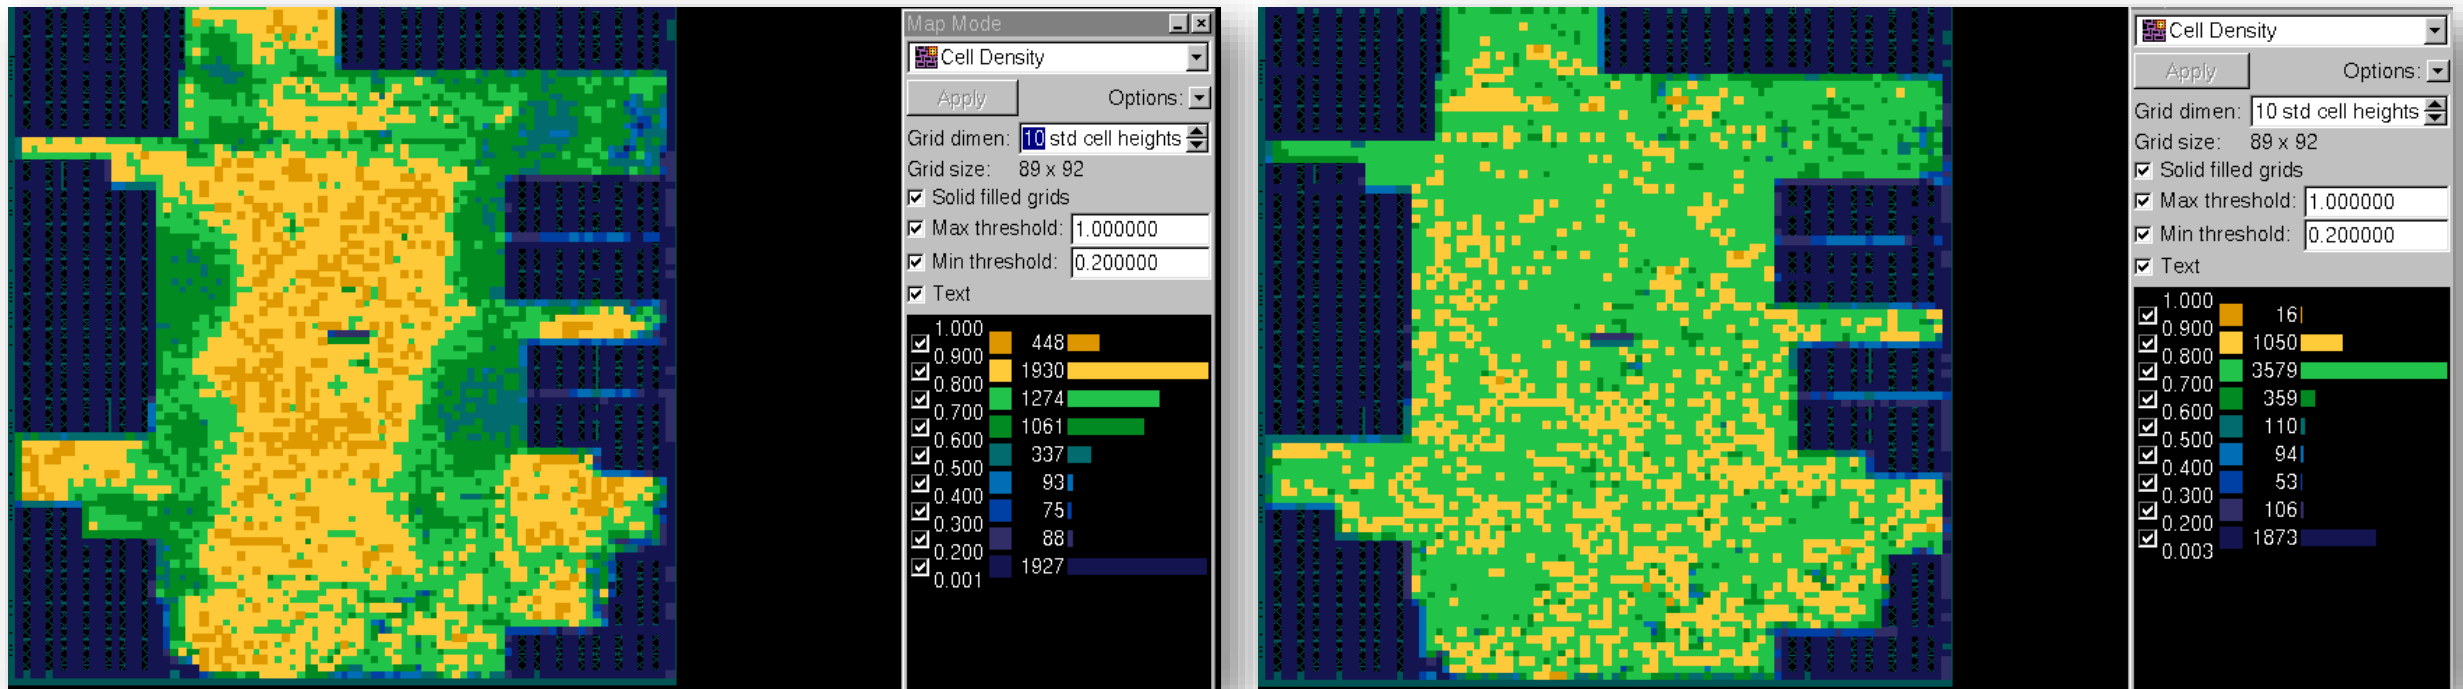 Map Mode
Cell Density
Apply Options:
Grid dimen: 10 std cell heights
Grid size: 89 x 92
Solid filled grids
Max threshold: 1.000000
Min threshold: 0.200000
Text
1.000
448
0.900
1930
0.800
1274
0.700
1061
0.600
337
0.500
93
0.400
75
0.300
88
0.200
1927
0.001
Cell Density
Apply Options:
Grid dimen: 10 std cell heights
Grid size: 89 x 92
Solid filled grids
Max threshold: 1.000000
Min threshold: 0.200000
Text
1.000
16
0.900
1050
0.800
3579
0.700
359
0.600
110
0.500
94
0.400
53
0.300
106
0.200
1873
0.003